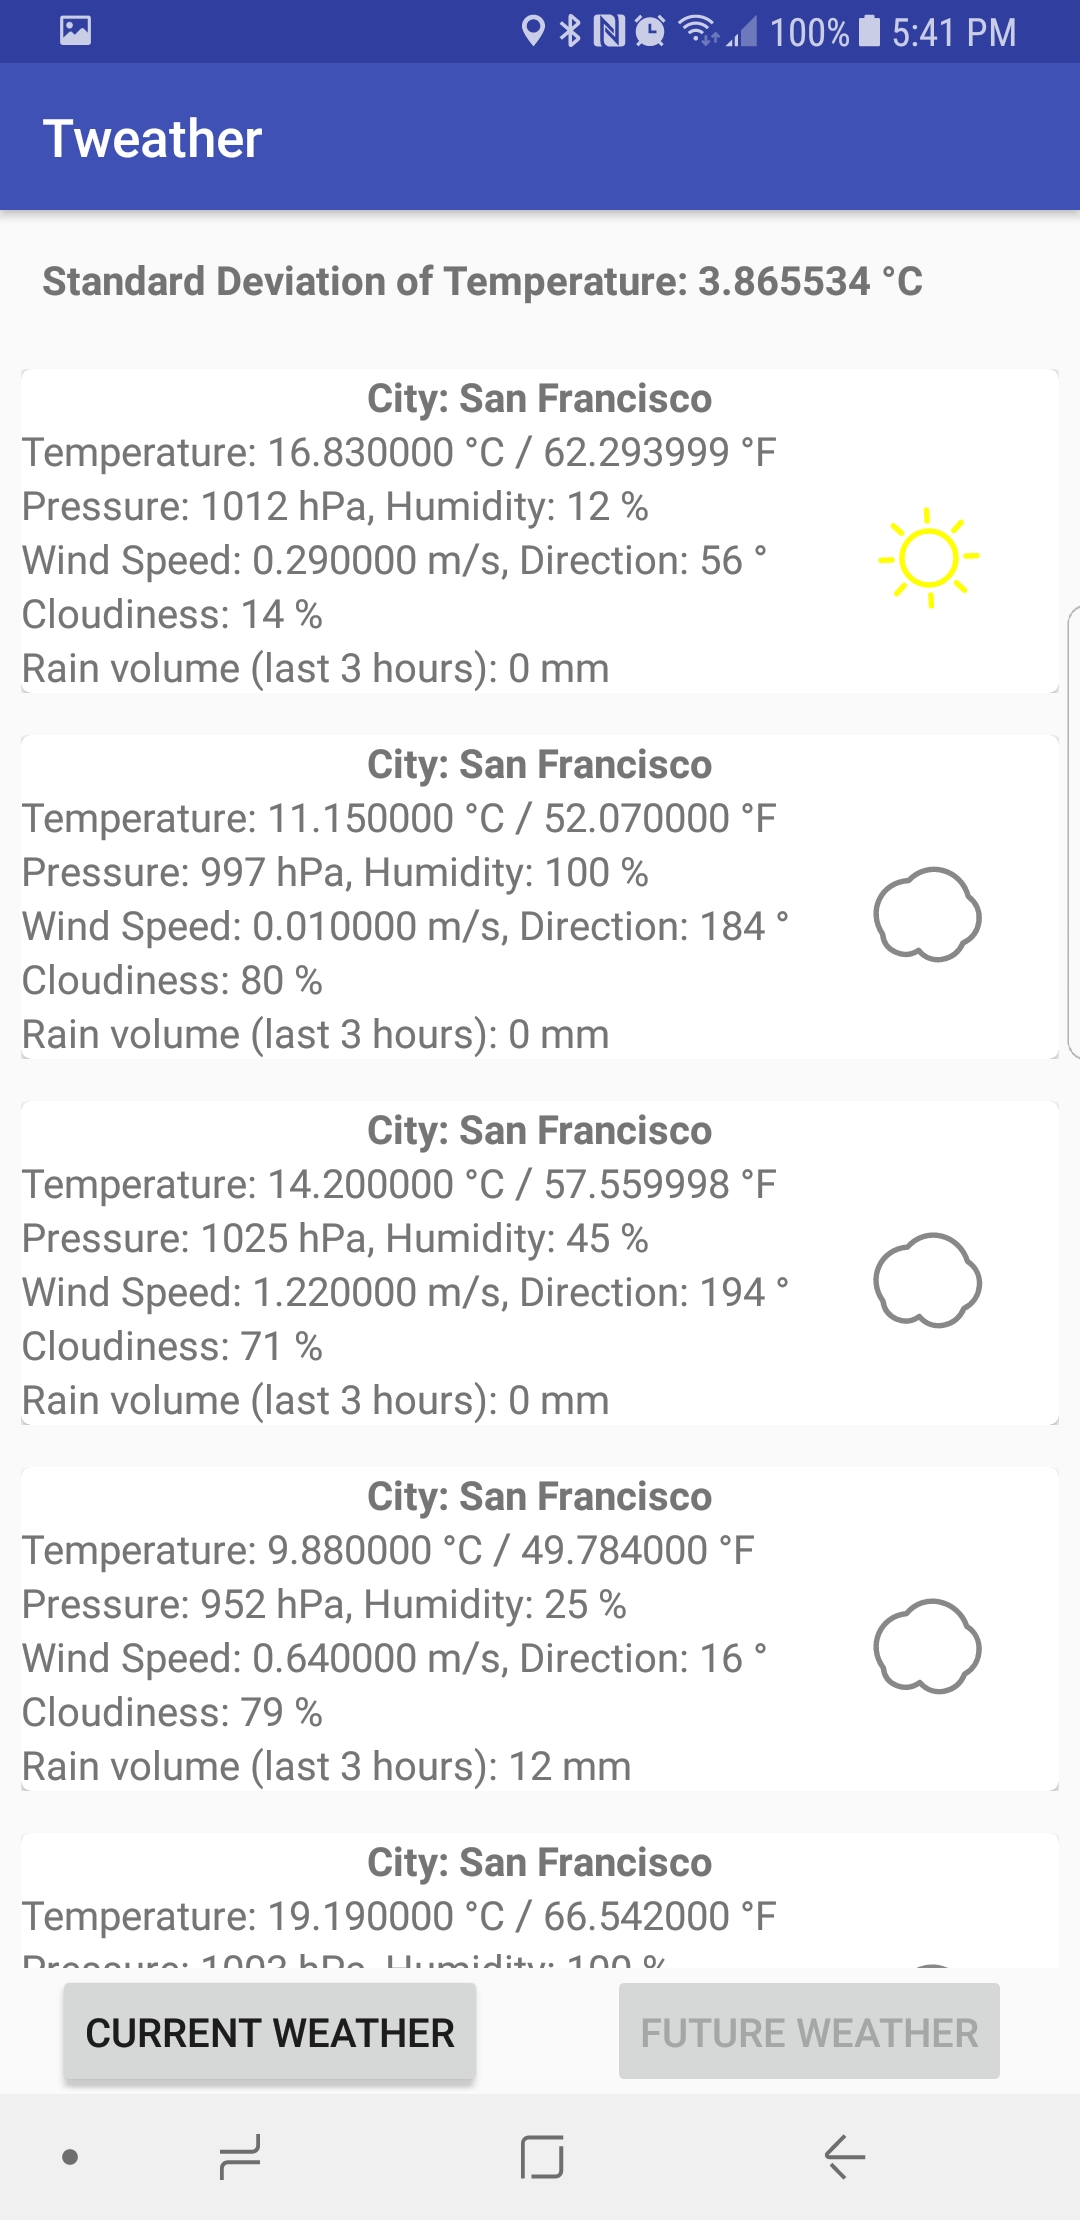 100% 5:41 PM
Tweather
Standard Deviation of Temperature: 3.865534 °C
City: San Francisco
Temperature: 16.830000 °C / 62.293999 °F
Pressure: 1012 hPa, Humidity: 12 %
Wind Speed: 0.290000 m/s, Direction: 56 °
Cloudiness: 14 %
Rain volume (last 3 hours): 0 mm
City: San Francisco
Temperature: 11.150000 °C / 52.070000 °F
Pressure: 997 hPa, Humidity: 100 %
Wind Speed: 0.010000 m/s, Direction: 184 °
Cloudiness: 80 %
Rain volume (last 3 hours): 0 mm
City: San Francisco
Temperature: 14.200000 °C / 57.559998 °F
Pressure: 1025 hPa, Humidity: 45 %
Wind Speed: 1.220000 m/s, Direction: 194 °
Cloudiness: 71 %
Rain volume (last 3 hours): 0 mm
City: San Francisco
Temperature: 9.880000 °C / 49.784000 °F
Pressure: 952 hPa, Humidity: 25 %
Wind Speed: 0.640000 m/s, Direction: 16 °
Cloudiness: 79 %
Rain volume (last 3 hours): 12 mm
City: San Francisco
Temperature: 19.190000 °C / 66.542000 °F
Pressure: hPa, Humidity: 100 %
CURRENT WEATHER FUTURE WEATHER